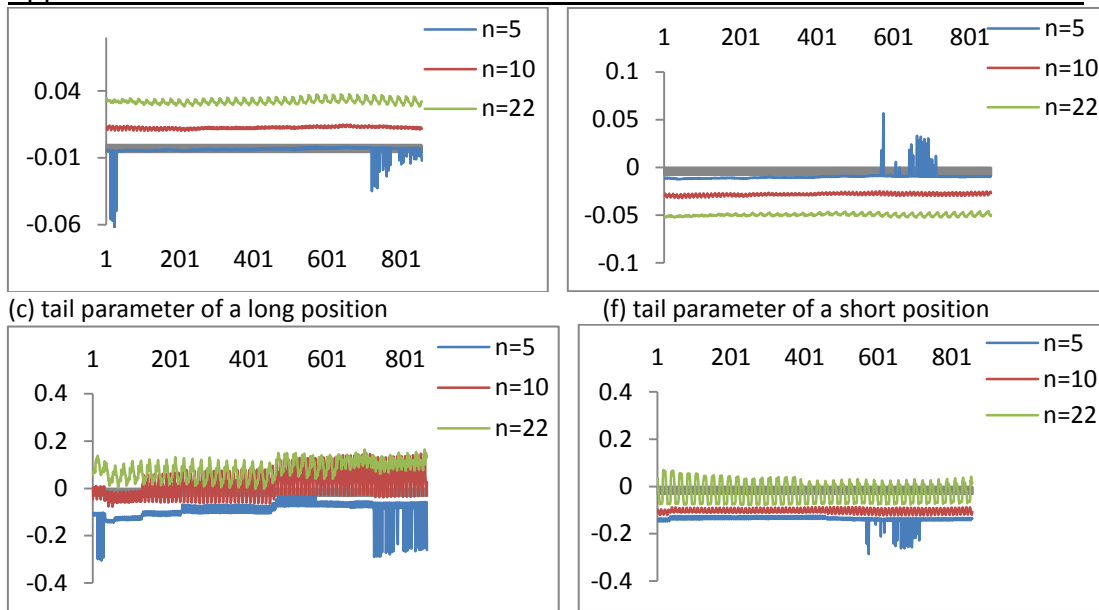 n=5
n=10
n=22
0.04
-0.01
-0.06
1 201 401 601 801
1 201 401 601 801
n=5
n=10
n=22
0.1
0.05
0
-0.05
-0.1
(c) tail parameter of a long position
(f) tail parameter of a short position
1 201 401 601 801
n=5
n=10
n=22
0.4
0.2
0
-0.2
-0.4
1 201 401 601 801
n=5
n=10
n=22
0.4
0.2
0
-0.2
-0.4